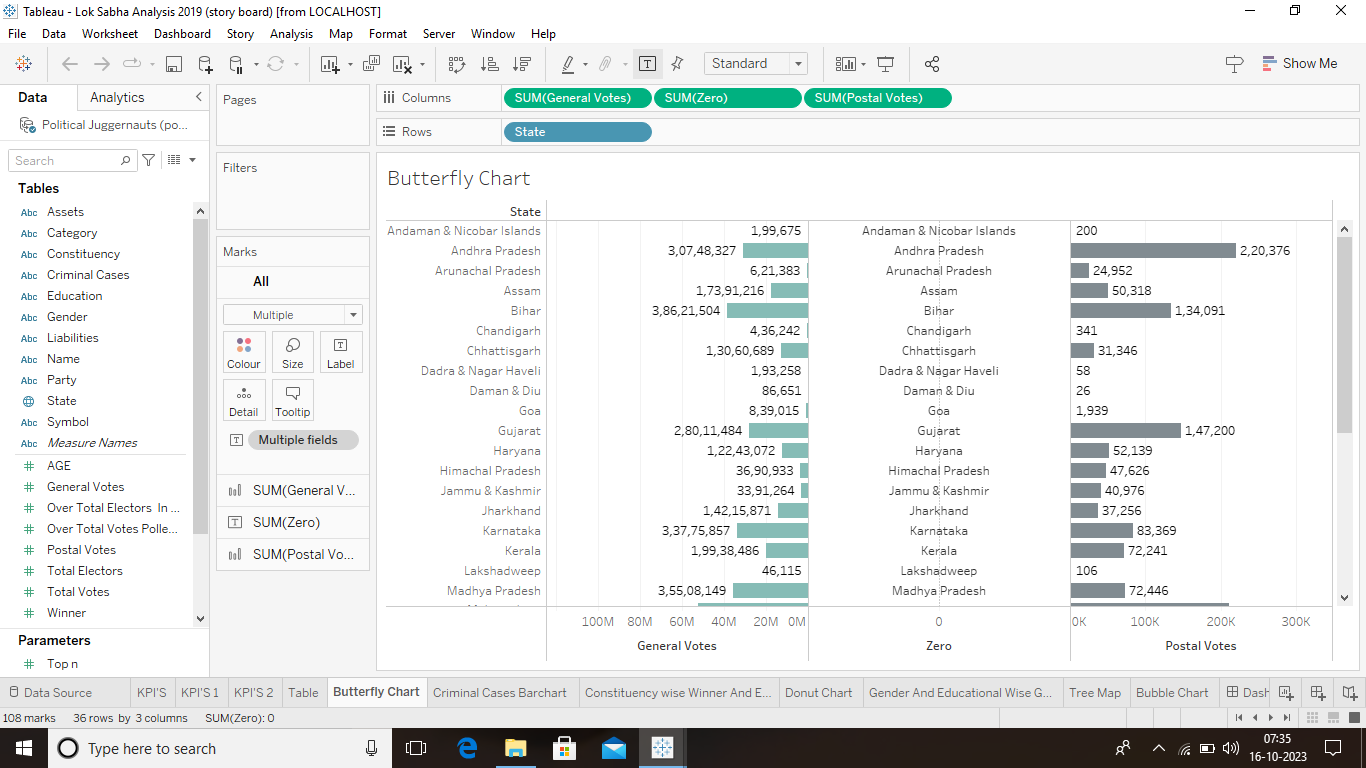 Tableau - Lok Sabha Analysis 2019 (story board) [from LOCALHOST]
File Data Worksheet Dashboard Story Analysis Map Format Server Window Help
Standard Show Me
Data Analytics
Political Juggernauts (po...
Search
Tables
Abc Assets
Abc Category
Abc Constituency
Abc Criminal Cases
Abc Education
Abc Gender
Abc Liabilities
Abc Name
Abc Party
State
Abc Symbol
Abc Measure Names
# AGE
# General Votes
# Over Total Electors In ...
# Over Total Votes Polle...
# Postal Votes
# Total Electors
# Total Votes
# Winner
Parameters
# Top n
Pages
Filters
Marks
All
Multiple
Colour Size Label
Detail Tooltip
Multiple fields
SUM(General V...
SUM(Zero)
SUM(Postal Vo...
Columns SUM(General Votes) SUM(Zero) SUM(Postal Votes)
Rows State
Butterfly Chart
State
Andaman & Nicobar Islands 1,99,675 Andaman & Nicobar Islands 200
Andhra Pradesh 3,07,48,327 Andhra Pradesh 2,20,376
Arunachal Pradesh 6,21,383 Arunachal Pradesh 24,952
Assam 1,73,91,216 Assam 50,318
Bihar 3,86,21,504 Bihar 1,34,091
Chandigarh 4,36,242 Chandigarh 341
Chhattisgarh 1,30,60,689 Chhattisgarh 31,346
Dadra & Nagar Haveli 1,93,258 Dadra & Nagar Haveli 58
Daman & Diu 86,651 Daman & Diu 26
Goa 8,39,015 Goa 1,939
Gujarat 2,80,11,484 Gujarat 1,47,200
Haryana 1,22,43,072 Haryana 52,139
Himachal Pradesh 36,90,933 Himachal Pradesh 47,626
Jammu & Kashmir 33,91,264 Jammu & Kashmir 40,976
Jharkhand 1,42,15,871 Jharkhand 37,256
Karnataka 3,37,75,857 Karnataka 83,369
Kerala 1,99,38,486 Kerala 72,241
Lakshadweep 46,115 Lakshadweep 106
Madhya Pradesh 3,55,08,149 Madhya Pradesh 72,446
100M 80M 60M 40M 20M 0M 0 0K 100K 200K 300K
General Votes Zero Postal Votes
Data Source KPI'S KPI'S 1 KPI'S 2 Table Butterfly Chart Criminal Cases Barchart Constituency wise Winner And E... Donut Chart Gender And Educational Wise G... Tree Map Bubble Chart Dash
108 marks 36 rows by 3 columns SUM(Zero): 0
Type here to search
07:35
16-10-2023